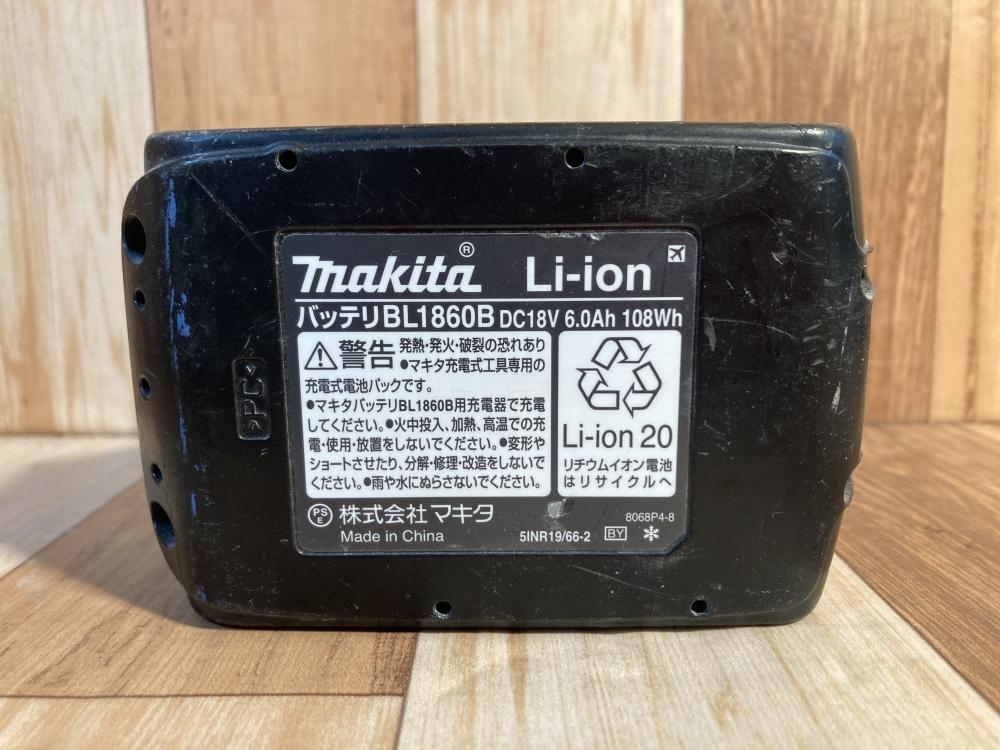 makita® Li-ion
バッテリBL1860B DC18V 6.0Ah 108Wh
警告 発熱・発火・破裂の恐れあり
●マキタ充電式工具専用の
充電式電池パックです。
●マキタバッテリBL1860B用充電器で充電
してください。●火中投入、加熱、高温での充
電・使用・放置をしないでください。●変形や
ショートさせたり、分解・修理・改造をしないで
ください。●雨や水にぬらさないでください。
Li-ion 20
リチウムイオン電池
はリサイクルへ
PSE 株式会社マキタ
Made in China
8068P4-8
5INR19/66-2 BY
>PC<